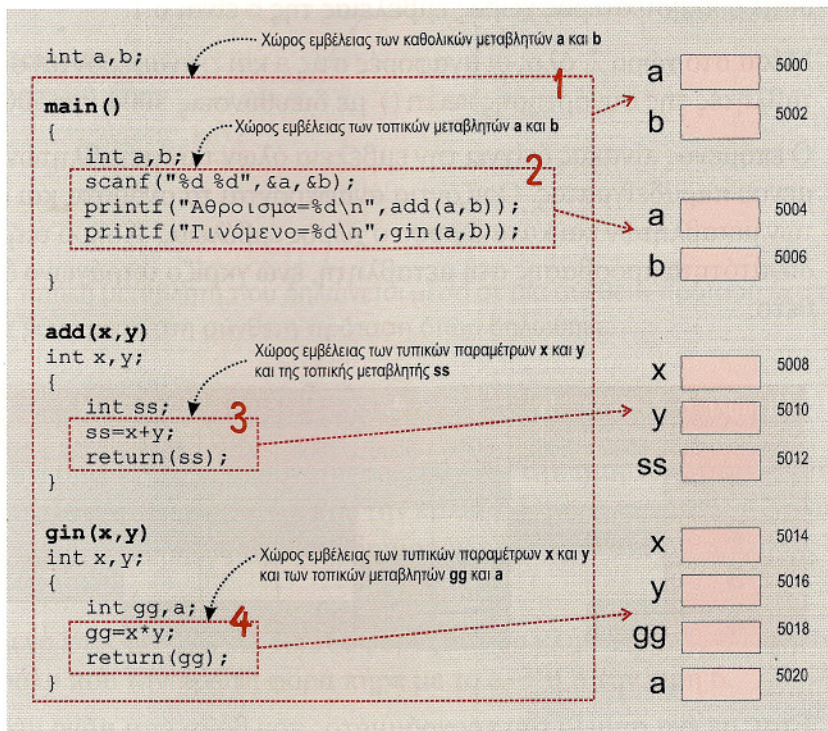 Χώρος εμβέλειας των καθολικών μεταβλητών a και b
int a,b;
1
main()
{
Χώρος εμβέλειας των τοπικών μεταβλητών a και b
int a,b;
2
scanf("%d %d",&a,&b);
printf("Αθροισμα=%d\n",add(a,b));
printf("Γινόμενο=%d\n",gin(a,b));
}
add(x,y)
int x,y;
Χώρος εμβέλειας των τυπικών παραμέτρων x και y
και της τοπικής μεταβλητής ss
{
int ss;
3
ss=x+y;
return(ss);
}
gin(x,y)
int x,y;
Χώρος εμβέλειας των τυπικών παραμέτρων x και y
και των τοπικών μεταβλητών gg και a
{
int gg,a;
4
gg=x*y;
return(gg);
}
a 5000
b 5002
a 5004
b 5006
x 5008
y 5010
ss 5012
x 5014
y 5016
gg 5018
a 5020